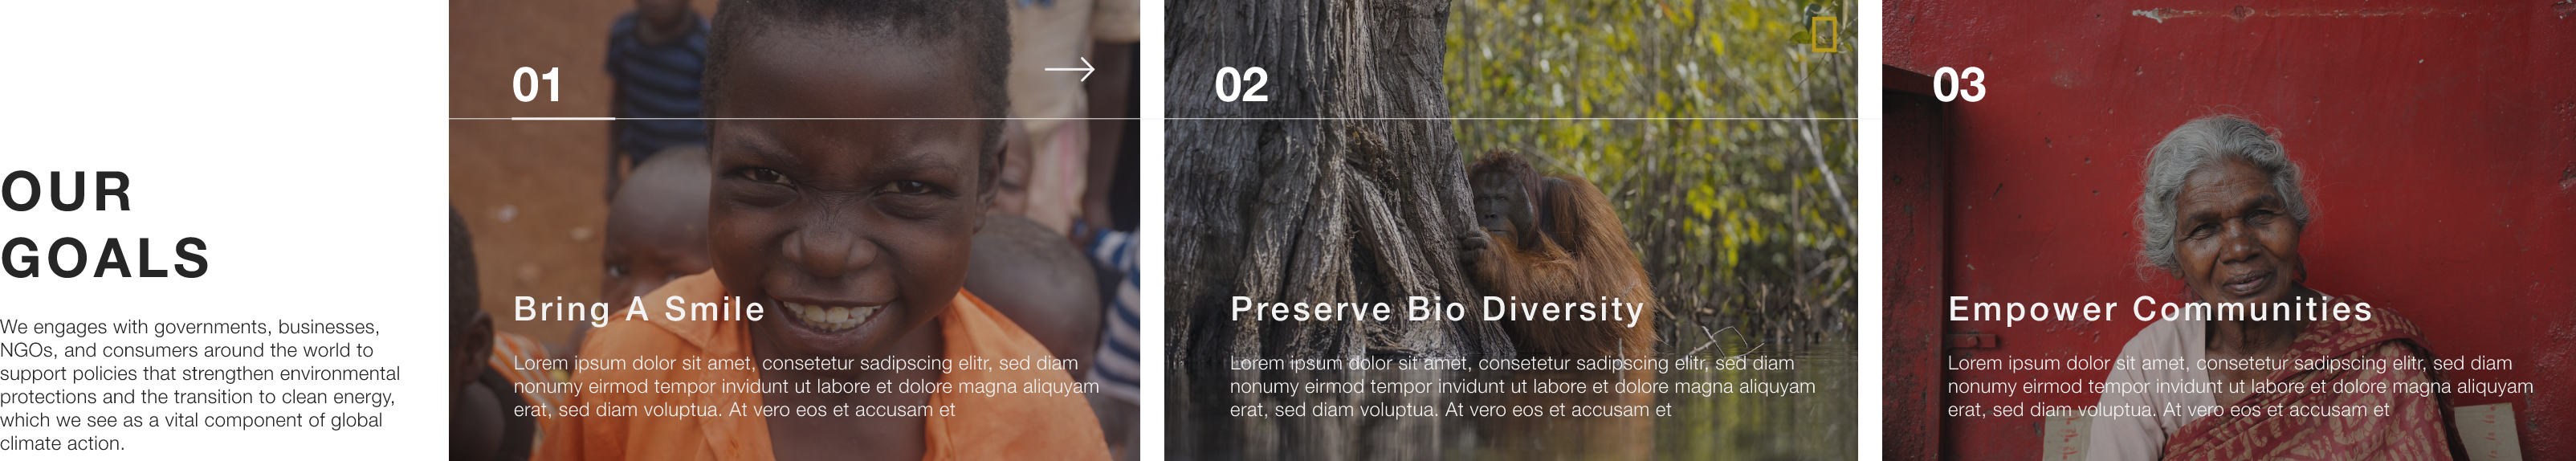 OUR
GOALS
We engages with governments, businesses,
NGOs, and consumers around the world to
support policies that strengthen environmental
protections and the transition to clean energy,
which we see as a vital component of global
climate action.
01
Bring A Smile
Lorem ipsum dolor sit amet, consetetur sadipscing elitr, sed diam
nonumy eirmod tempor invidunt ut labore et dolore magna aliquyam
erat, sed diam voluptua. At vero eos et accusam et
02
Preserve Bio Diversity
Lorem ipsum dolor sit amet, consetetur sadipscing elitr, sed diam
nonumy eirmod tempor invidunt ut labore et dolore magna aliquyam
erat, sed diam voluptua. At vero eos et accusam et
03
Empower Communities
Lorem ipsum dolor sit amet, consetetur sadipscing elitr, sed diam
nonumy eirmod tempor invidunt ut labore et dolore magna aliquyam
erat, sed diam voluptua. At vero eos et accusam et